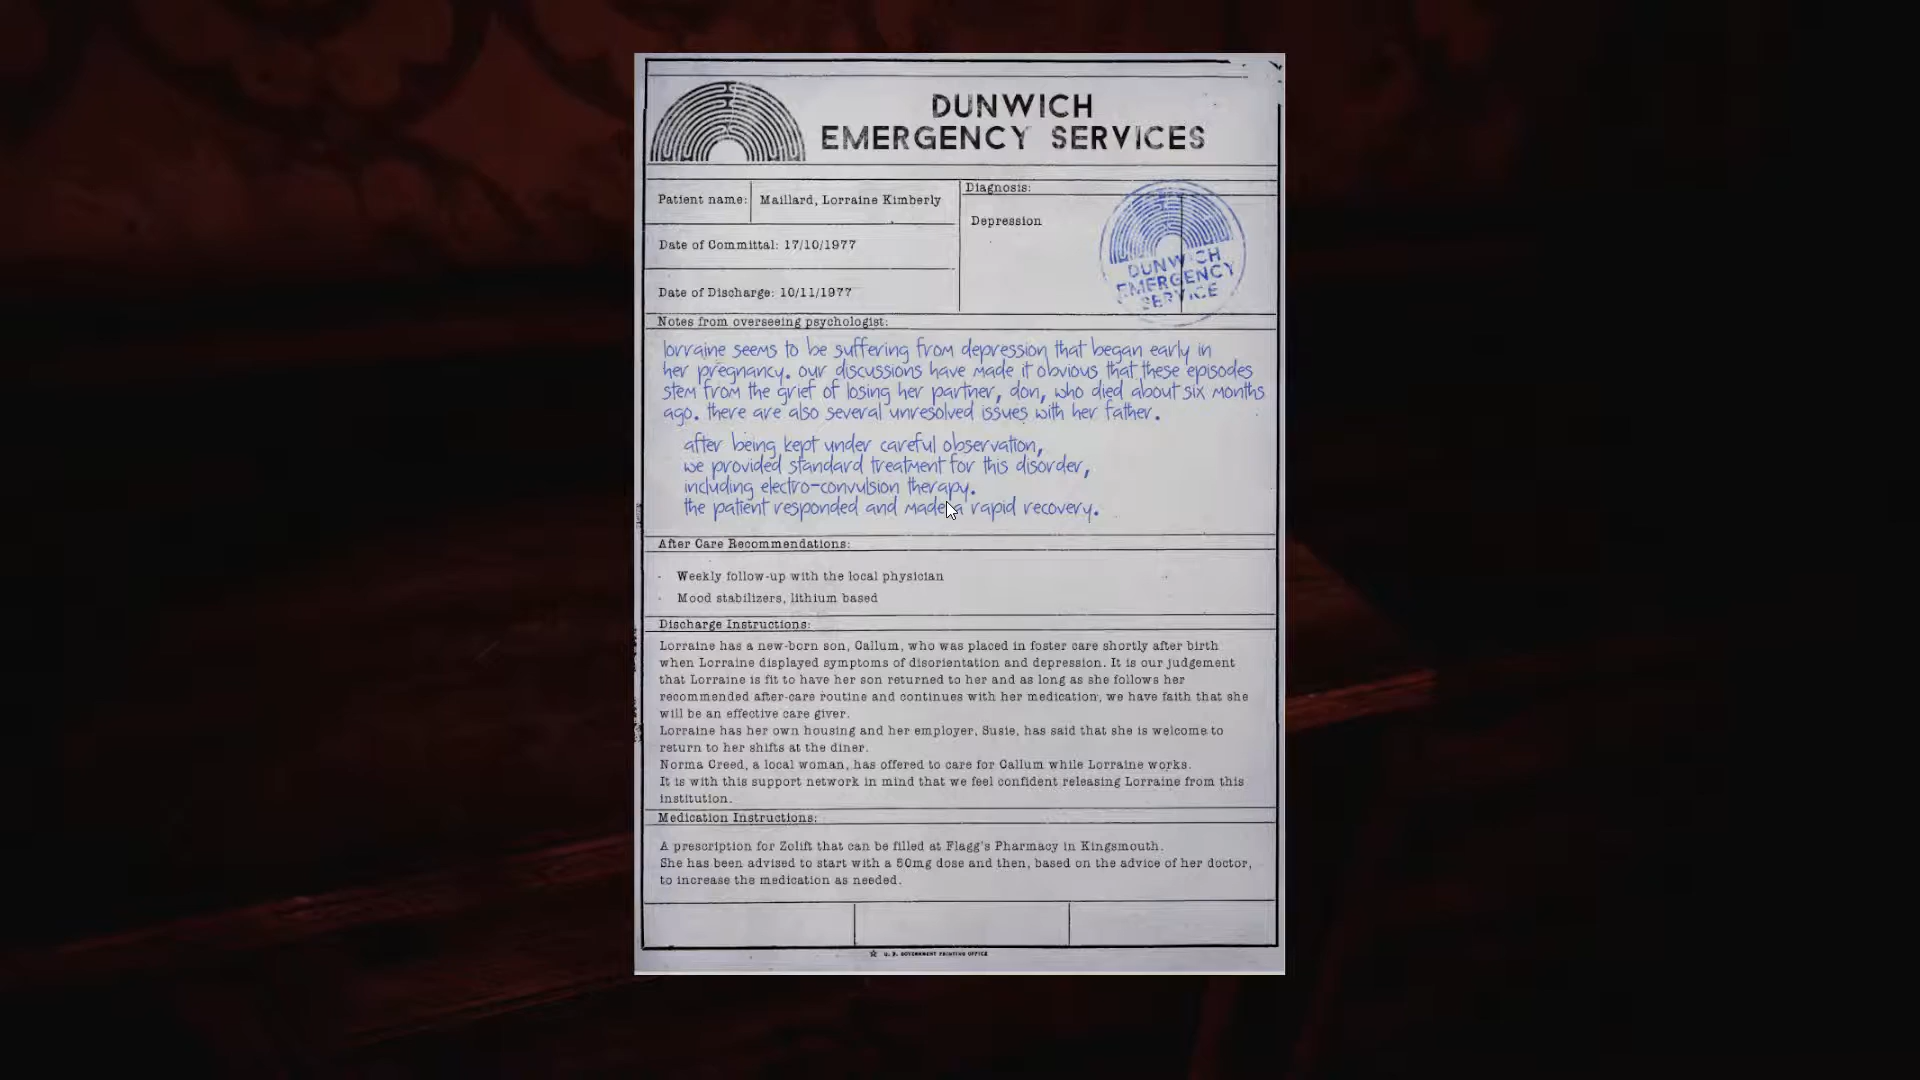 DUNWICH
EMERGENCY SERVICES
Patient name: Maillard, Lorraine Kimberly
Date of Committal: 17/10/1977
Date of Discharge: 10/11/1977
Diagnosis:
Depression
DUNWICH
EMERGENCY
SERVICE
Notes from overseeing psychologist:
lorraine seems to be suffering from depression that began early in
her pregnancy. our discussions have made it obvious that these episodes
stem from the grief of losing her partner, don, who died about six months
ago. there are also several unresolved issues with her father.
after being kept under careful observation,
we provided standard treatment for this disorder,
including electro-convulsion therapy.
the patient responded and made a rapid recovery.
After Care Recommendations:
- Weekly follow-up with the local physician
- Mood stabilizers, lithium based
Discharge Instructions:
Lorraine has a new-born son, Callum, who was placed in foster care shortly after birth
when Lorraine displayed symptoms of disorientation and depression. It is our judgement
that Lorraine is fit to have her son returned to her and as long as she follows her
recommended after-care routine and continues with her medication, we have faith that she
will be an effective care giver.
Lorraine has her own housing and her employer, Susie, has said that she is welcome to
return to her shifts at the diner.
Norma Creed, a local woman, has offered to care for Callum while Lorraine works.
It is with this support network in mind that we feel confident releasing Lorraine from this
institution.
Medication Instructions:
A prescription for Zolift that can be filled at Flagg's Pharmacy in Kingsmouth.
She has been advised to start with a 50mg dose and then, based on the advice of her doctor,
to increase the medication as needed.
☆ U. S. GOVERNMENT PRINTING OFFICE